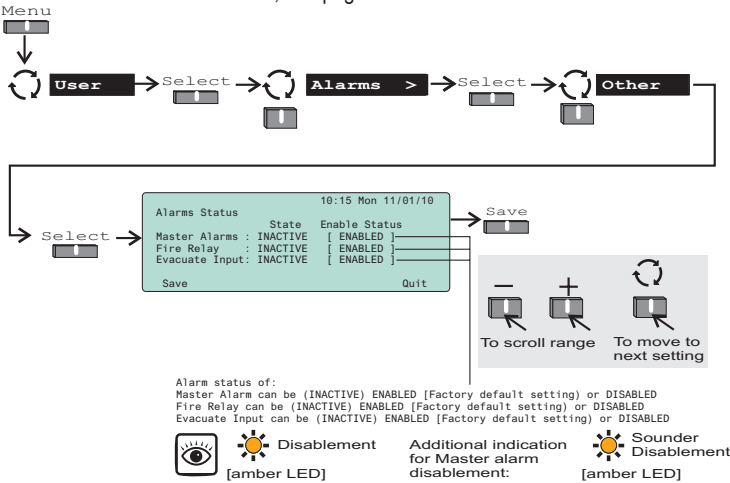 Menu
User
Select
Alarms >
Select
Other
Select
10:15 Mon 11/01/10
Alarms Status
State Enable Status
Master Alarms : INACTIVE [ ENABLED ]
Fire Relay : INACTIVE [ ENABLED ]
Evacuate Input: INACTIVE [ ENABLED ]
Save Quit
Save
− +
To scroll range
To move to
next setting
Alarm status of:
Master Alarm can be (INACTIVE) ENABLED [Factory default setting) or DISABLED
Fire Relay can be (INACTIVE) ENABLED [Factory default setting) or DISABLED
Evacuate Input can be (INACTIVE) ENABLED [Factory default setting) or DISABLED
Disablement
[amber LED]
Additional indication
for Master alarm
disablement:
Sounder
Disablement
[amber LED]